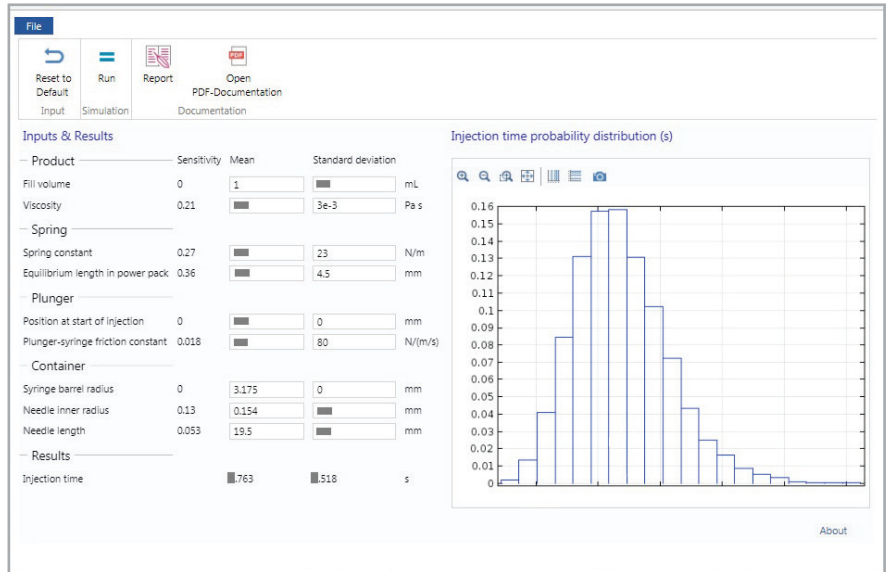 File
Reset to Default
Run
Report
Open PDF-Documentation
Input
Simulation
Documentation
Inputs & Results
Product Sensitivity Mean Standard deviation
Fill volume 0 1 mL
Viscosity 0.21 3e-3 Pa s
Spring
Spring constant 0.27 23 N/m
Equilibrium length in power pack 0.36 4.5 mm
Plunger
Position at start of injection 0 0 mm
Plunger-syringe friction constant 0.018 80 N/(m/s)
Container
Syringe barrel radius 0 3.175 0 mm
Needle inner radius 0.13 0.154 mm
Needle length 0.053 19.5 mm
Results
Injection time .763 .518 s
Injection time probability distribution (s)
0.16
0.15
0.14
0.13
0.12
0.11
0.1
0.09
0.08
0.07
0.06
0.05
0.04
0.03
0.02
0.01
0
About